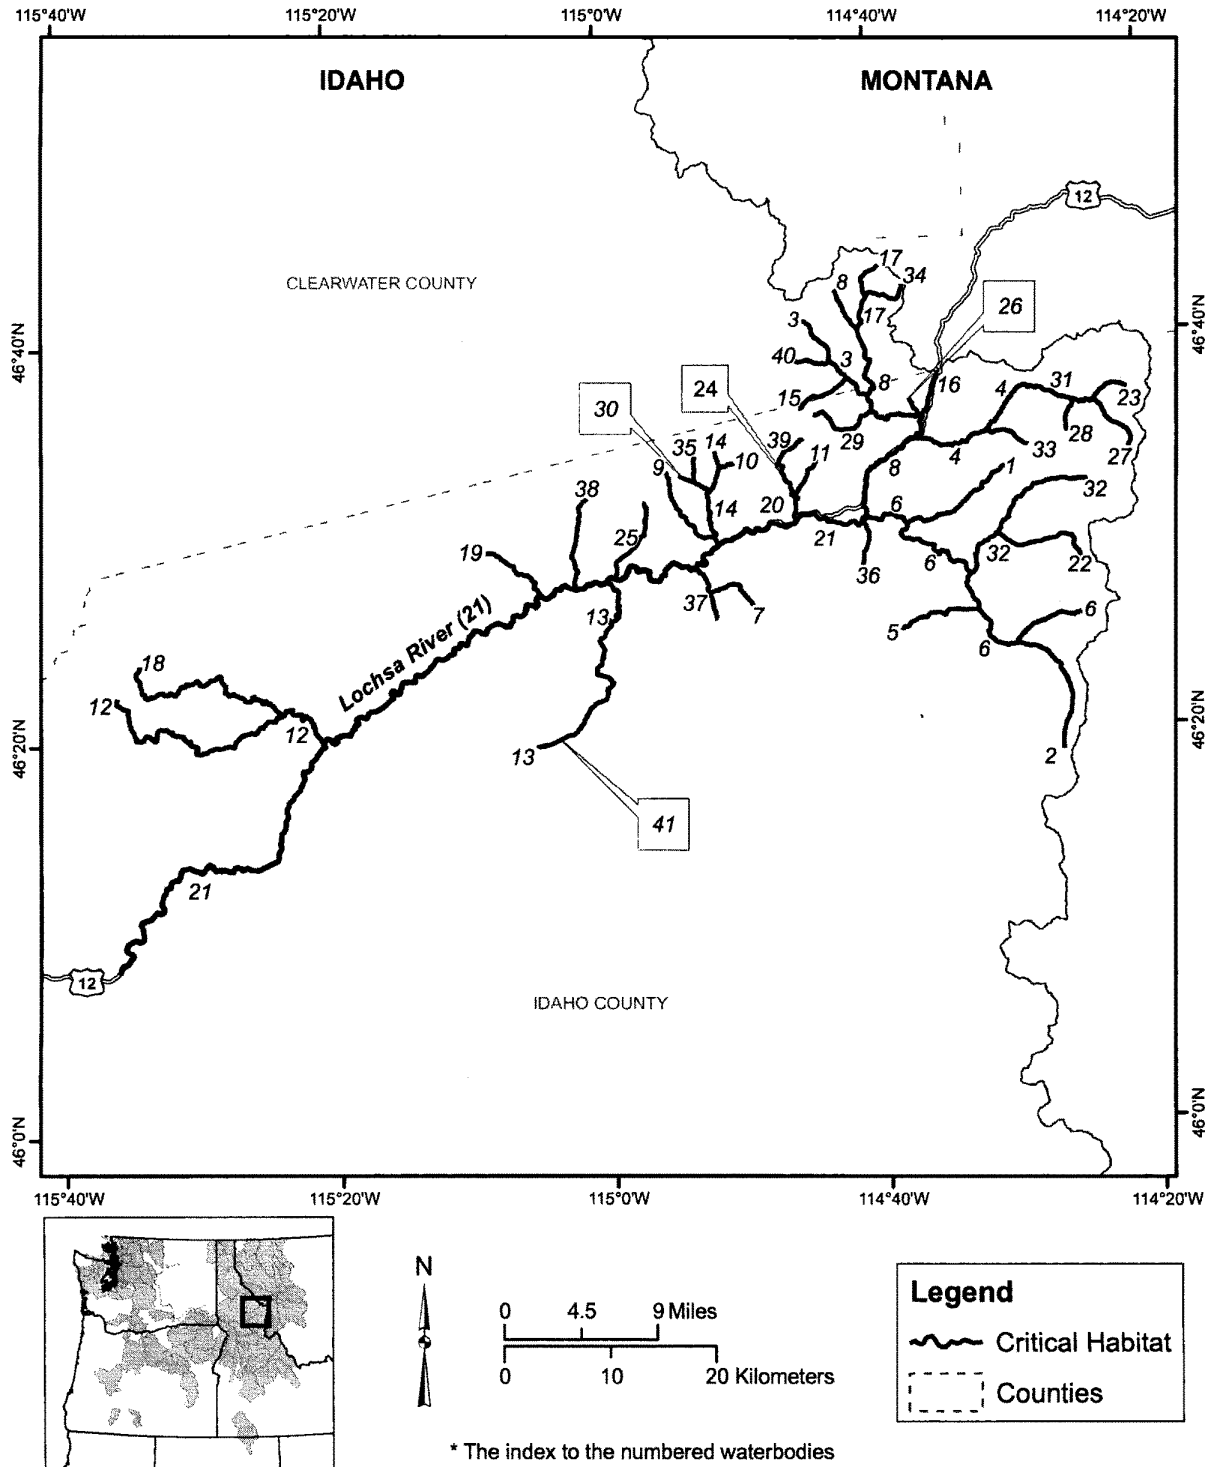 115°40'W 115°20'W 115°0'W 114°40'W 114°20'W
IDAHO MONTANA
12
CLEARWATER COUNTY
17
8 34
26
3 17
46°40'N 46°40'N
40 3 8 16 4 31 23
15
30 24
29 28
39 4 33 27
35 14
9 10 11 8 1
38 32
14 20 6
25 21
19 32
6 22
36
37 7
13 6
5
Lochsa River (21) 6
18
12
12
46°20'N 46°20'N
13 2
41
21
12
IDAHO COUNTY
46°0'N 46°0'N
115°40'W 115°20'W 115°0'W 114°40'W 114°20'W
N
0 4.5 9 Miles
0 10 20 Kilometers
Legend
Critical Habitat
Counties
* The index to the numbered waterbodies